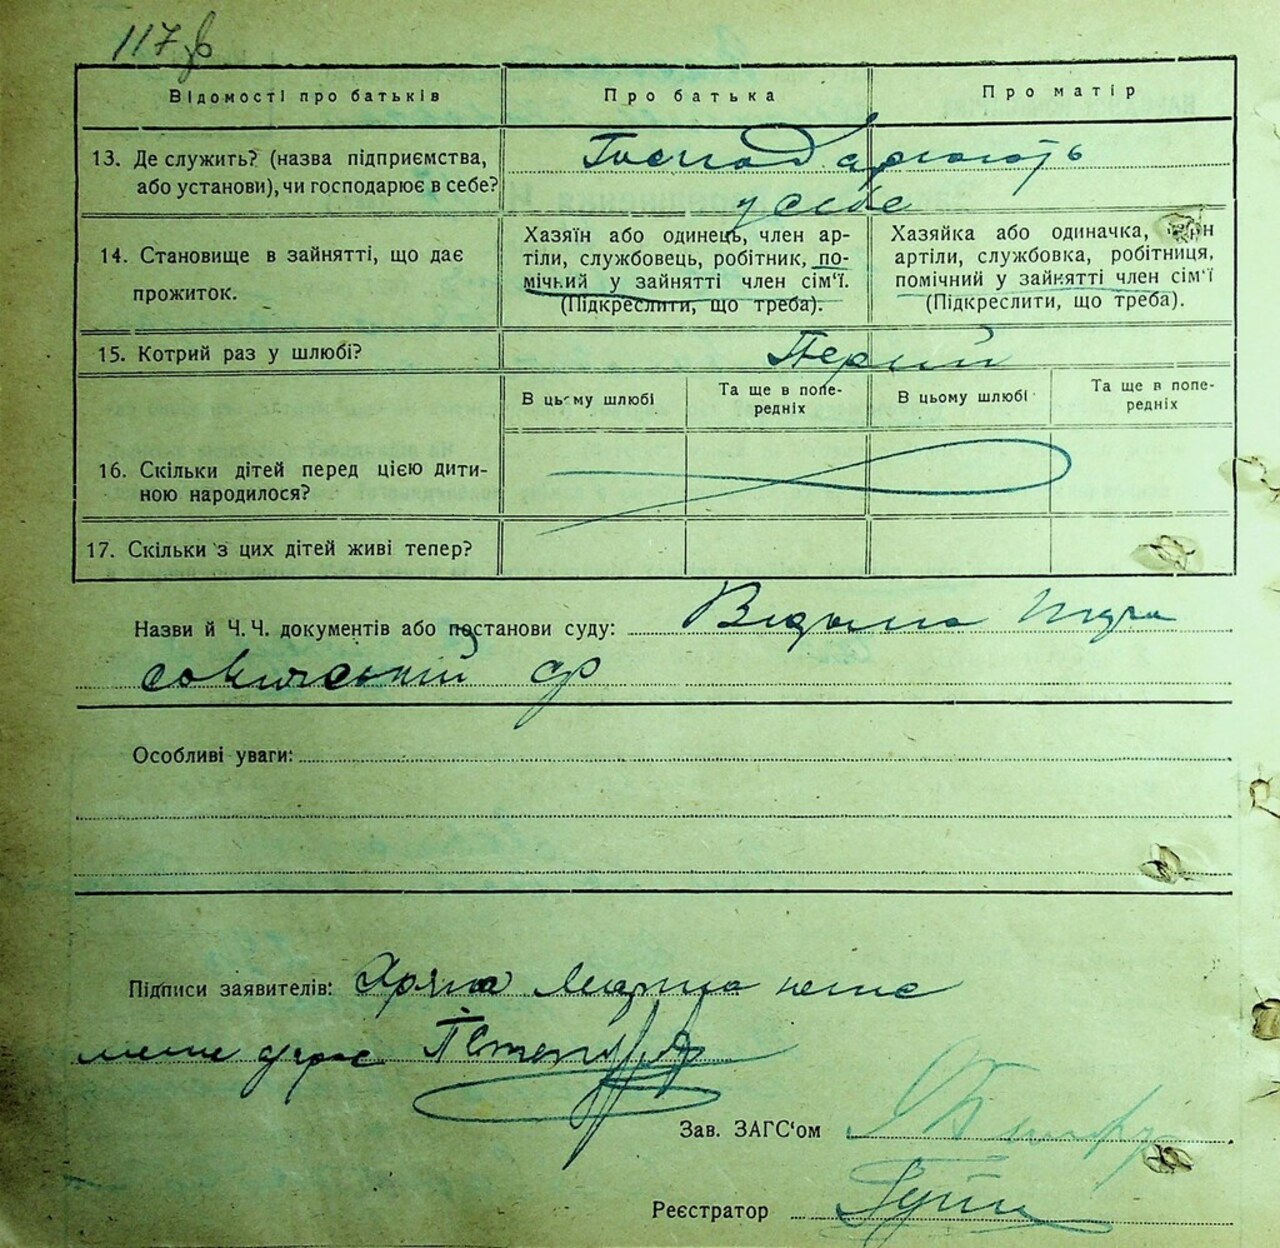 Відомості про батьків
Про батька
Про матір
13. Де служить? (назва підприємства,
або установи), чи господарює в себе?
Господарюють
у себе
14. Становище в зайнятті, що дає
прожиток.
Хазяїн або одинець, член ар-
тіли, службовець, робітник, по-
мічний у зайнятті член сім'ї.
(Підкреслити, що треба).
Хазяйка або одиначка,
артіли, службовка, робітниця,
помічний у зайнятті член сім'ї
(Підкреслити, що треба).
15. Котрий раз у шлюбі?
Перший
В цьму шлюбі
Та ще в попе-
редніх
В цьому шлюбі
Та ще в попе-
редніх
16. Скільки дітей перед цією дити-
ною народилося?
17. Скільки з цих дітей живі тепер?
Назви й Ч.Ч. документів або постанови суду: Видана
Особливі уваги:
Підписи заявителів:
Зав. ЗАГС'ом
Реєстратор